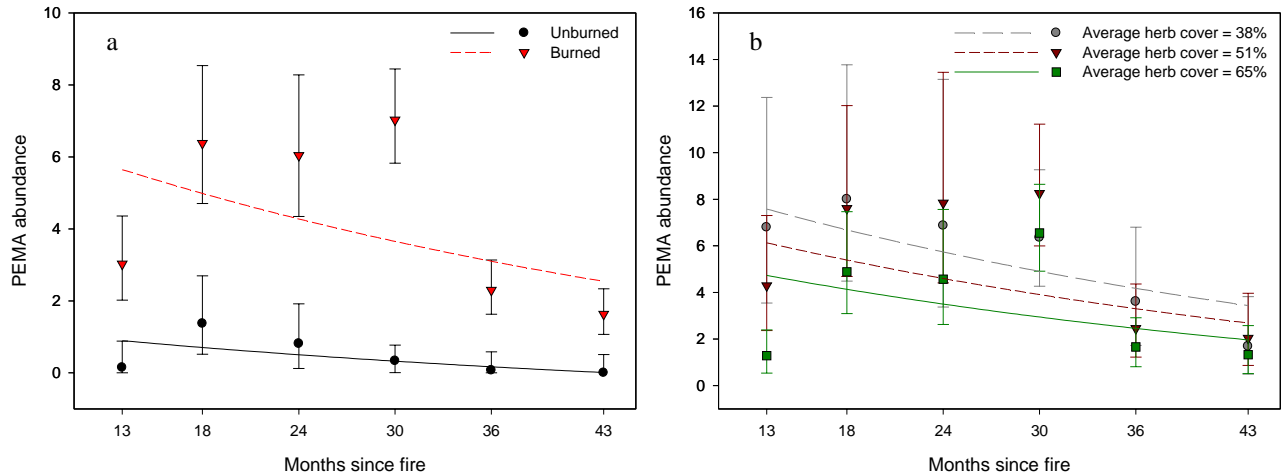 a
Unburned
Burned
PEMA abundance
10
8
6
4
2
0
13 18 24 30 36 43
Months since fire
b
Average herb cover = 38%
Average herb cover = 51%
Average herb cover = 65%
PEMA abundance
16
14
12
10
8
6
4
2
0
13 18 24 30 36 43
Months since fire